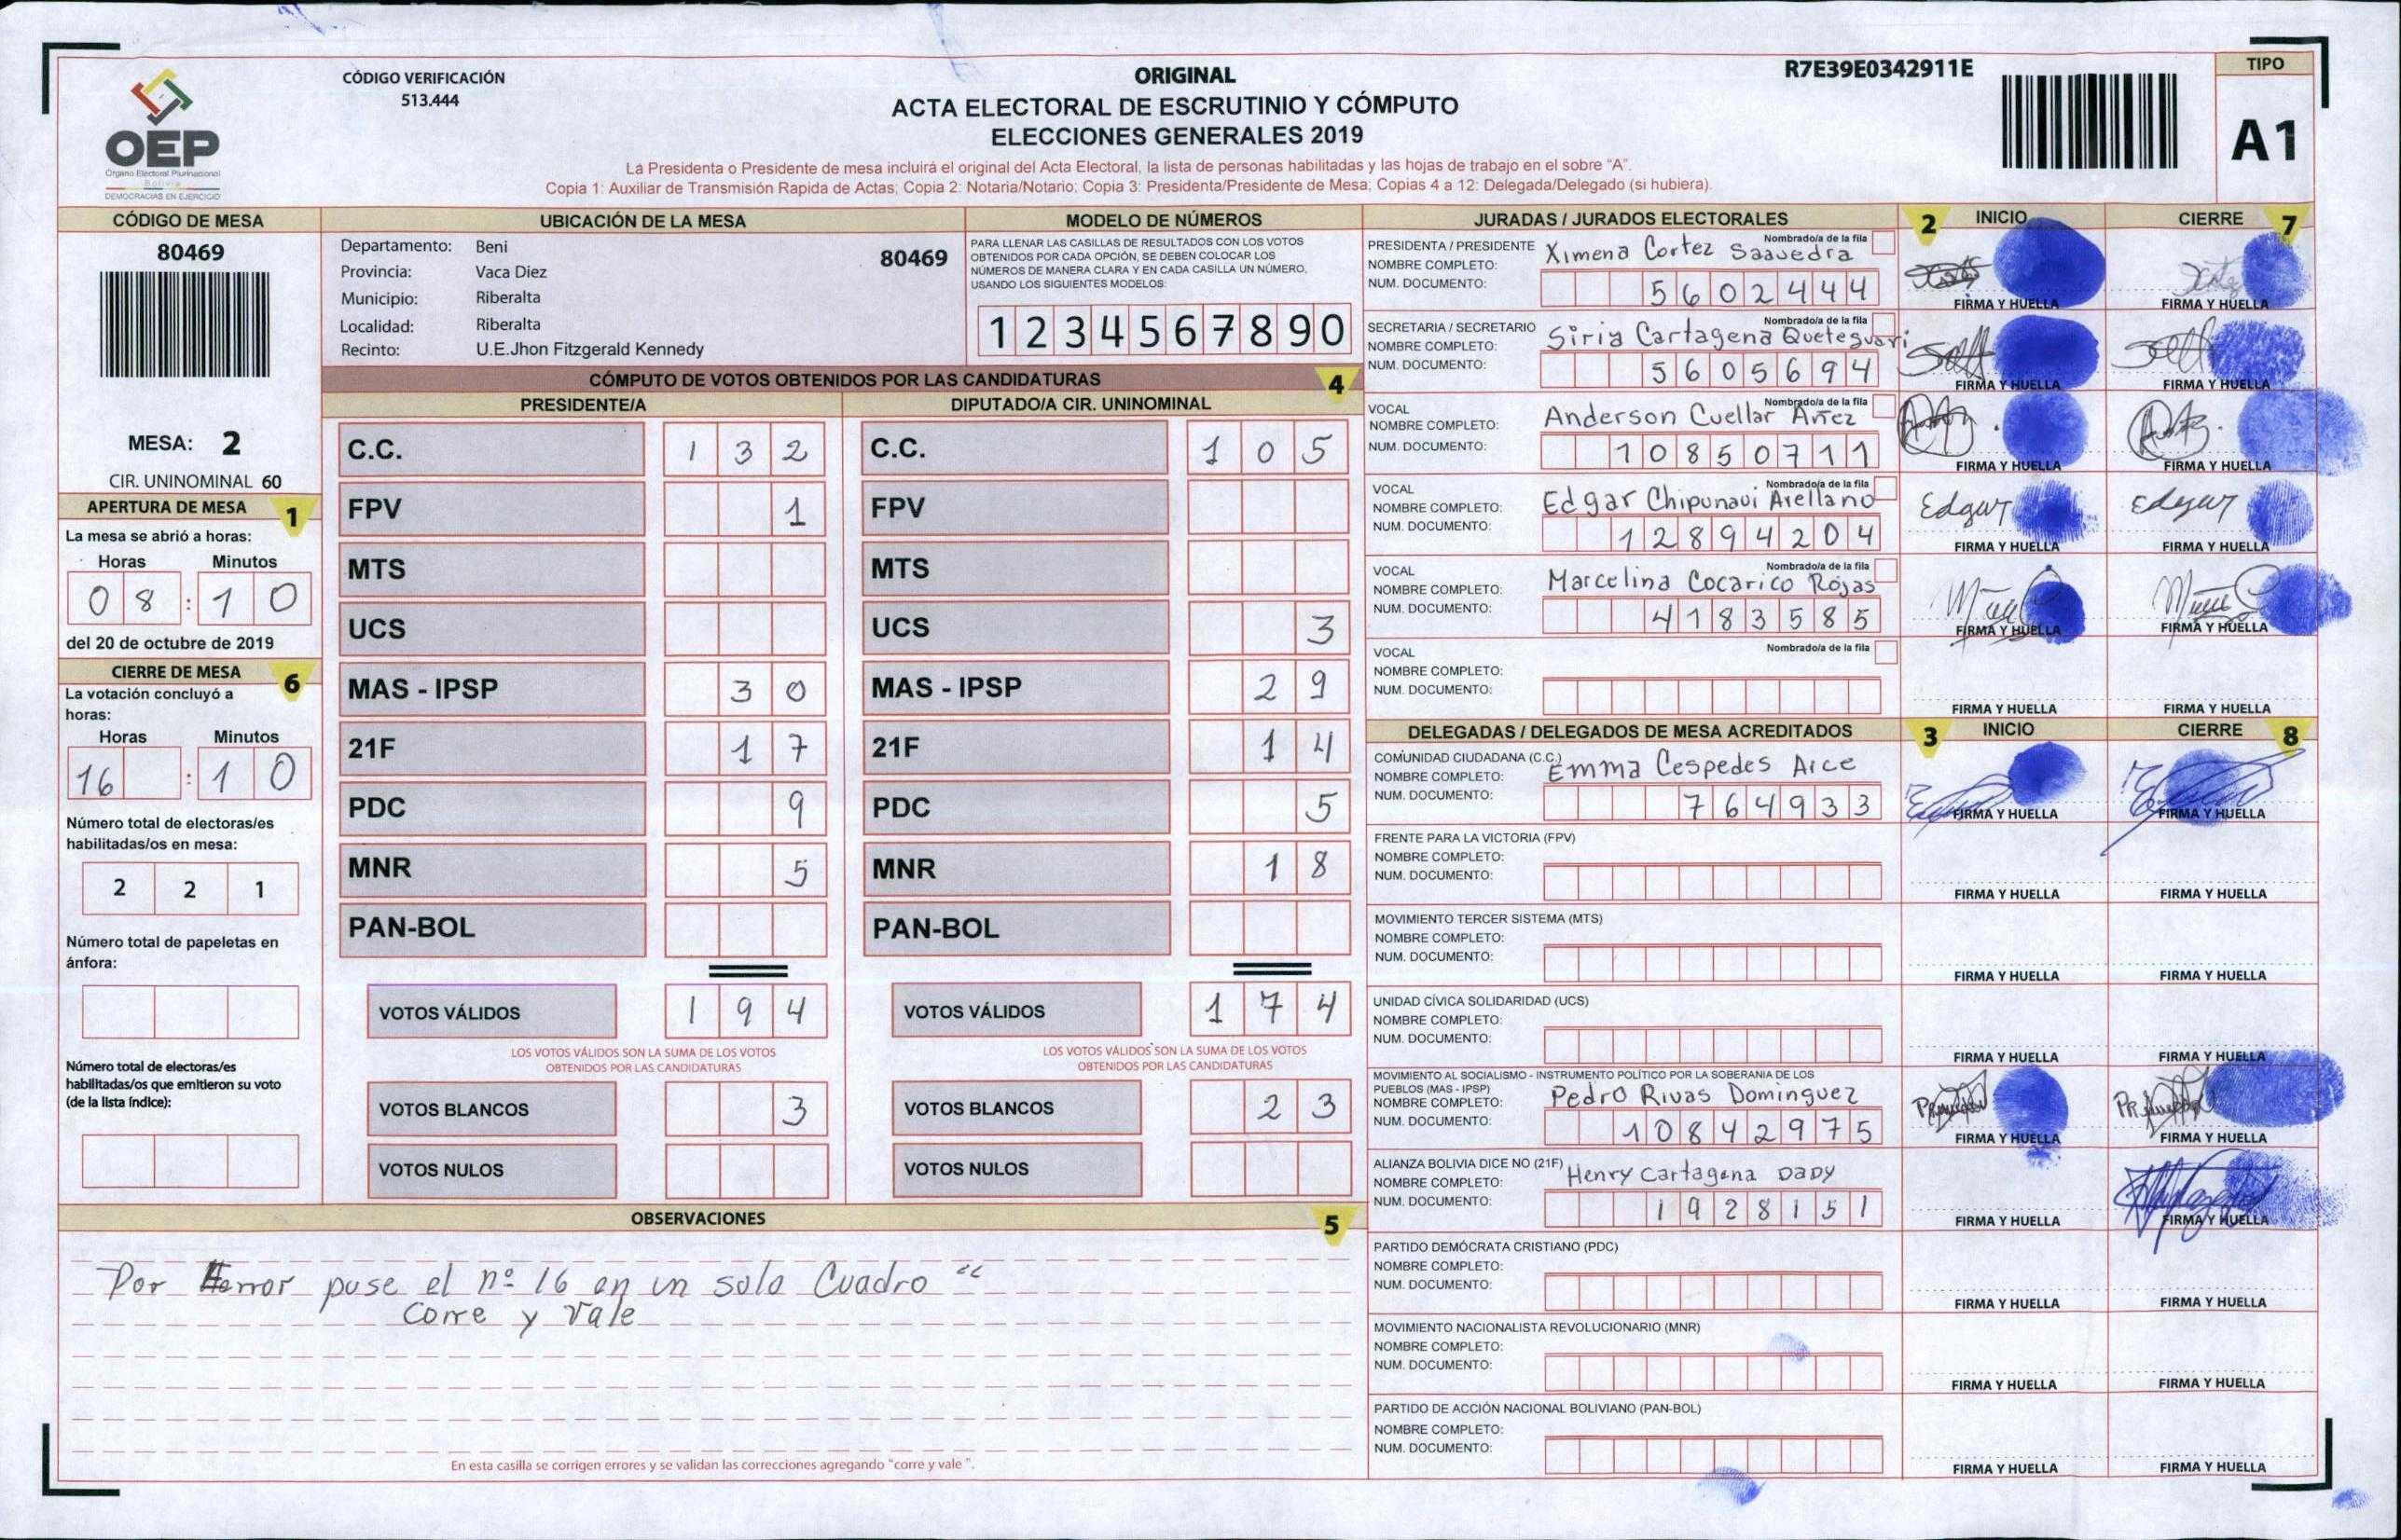 CÓDIGO VERIFICACIÓN
513.444
OEP
Órgano Electoral Plurinacional
Bolivia
DEMOCRACIAS EN EJERCICIO
ORIGINAL
ACTA ELECTORAL DE ESCRUTINIO Y CÓMPUTO
ELECCIONES GENERALES 2019
La Presidenta o Presidente de mesa incluirá el original del Acta Electoral, la lista de personas habilitadas y las hojas de trabajo en el sobre "A".
Copia 1: Auxiliar de Transmisión Rapida de Actas; Copia 2: Notaria/Notario; Copia 3: Presidenta/Presidente de Mesa; Copias 4 a 12: Delegada/Delegado (si hubiera).
R7E39E0342911E
TIPO
A1
CÓDIGO DE MESA
80469
MESA: 2
CIR. UNINOMINAL 60
APERTURA DE MESA 1
La mesa se abrió a horas:
Horas Minutos
08 : 10
del 20 de octubre de 2019
CIERRE DE MESA 6
La votación concluyó a
horas:
Horas Minutos
16 : 10
Número total de electoras/es
habilitadas/os en mesa:
2 2 1
Número total de papeletas en
ánfora:
Número total de electoras/es
habilitadas/os que emitieron su voto
(de la lista índice):
UBICACIÓN DE LA MESA
Departamento: Beni
80469
Provincia: Vaca Diez
Municipio: Riberalta
Localidad: Riberalta
Recinto: U.E.Jhon Fitzgerald Kennedy
MODELO DE NÚMEROS
PARA LLENAR LAS CASILLAS DE RESULTADOS CON LOS VOTOS
OBTENIDOS POR CADA OPCIÓN, SE DEBEN COLOCAR LOS
NÚMEROS DE MANERA CLARA Y EN CADA CASILLA UN NÚMERO,
USANDO LOS SIGUIENTES MODELOS:
1 2 3 4 5 6 7 8 9 0
CÓMPUTO DE VOTOS OBTENIDOS POR LAS CANDIDATURAS 4
PRESIDENTE/A
C.C. 1 3 2
FPV 1
MTS
UCS
MAS - IPSP 3 0
21F 1 7
PDC 9
MNR 5
PAN-BOL
VOTOS VÁLIDOS 1 9 4
LOS VOTOS VÁLIDOS SON LA SUMA DE LOS VOTOS
OBTENIDOS POR LAS CANDIDATURAS
VOTOS BLANCOS 3
VOTOS NULOS
DIPUTADO/A CIR. UNINOMINAL
C.C. 1 0 5
FPV
MTS
UCS 3
MAS - IPSP 2 9
21F 1 4
PDC 5
MNR 1 8
PAN-BOL
VOTOS VÁLIDOS 1 7 4
LOS VOTOS VÁLIDOS SON LA SUMA DE LOS VOTOS
OBTENIDOS POR LAS CANDIDATURAS
VOTOS BLANCOS 2 3
VOTOS NULOS
OBSERVACIONES 5
Por Error puse el nº 16 en un solo Cuadro "
Corre y Vale
En esta casilla se corrigen errores y se validan las correcciones agregando "corre y vale ".
JURADAS / JURADOS ELECTORALES
2 INICIO
CIERRE 7
PRESIDENTA / PRESIDENTE
Nombrado/a de la fila
NOMBRE COMPLETO: Ximena Cortez Saavedra
NUM. DOCUMENTO: 5602444
FIRMA Y HUELLA FIRMA Y HUELLA
SECRETARIA / SECRETARIO
Nombrado/a de la fila
NOMBRE COMPLETO: Siria Cartagena Queteguari
NUM. DOCUMENTO: 5605694
FIRMA Y HUELLA FIRMA Y HUELLA
VOCAL
Nombrado/a de la fila
NOMBRE COMPLETO: Anderson Cuellar Añez
NUM. DOCUMENTO: 10850711
FIRMA Y HUELLA FIRMA Y HUELLA
VOCAL
Nombrado/a de la fila
NOMBRE COMPLETO: Edgar Chipunavi Arellano
NUM. DOCUMENTO: 12894204
Edgar Edgar
FIRMA Y HUELLA FIRMA Y HUELLA
VOCAL
Nombrado/a de la fila
NOMBRE COMPLETO: Marcelina Cocarico Rojas
NUM. DOCUMENTO: 4183585
FIRMA Y HUELLA FIRMA Y HUELLA
VOCAL
Nombrado/a de la fila
NOMBRE COMPLETO:
NUM. DOCUMENTO:
FIRMA Y HUELLA FIRMA Y HUELLA
DELEGADAS / DELEGADOS DE MESA ACREDITADOS
3 INICIO
CIERRE 8
COMUNIDAD CIUDADANA (C.C.)
NOMBRE COMPLETO: Emma Cespedes Arce
NUM. DOCUMENTO: 764933
FIRMA Y HUELLA FIRMA Y HUELLA
FRENTE PARA LA VICTORIA (FPV)
NOMBRE COMPLETO:
NUM. DOCUMENTO:
FIRMA Y HUELLA FIRMA Y HUELLA
MOVIMIENTO TERCER SISTEMA (MTS)
NOMBRE COMPLETO:
NUM. DOCUMENTO:
FIRMA Y HUELLA FIRMA Y HUELLA
UNIDAD CÍVICA SOLIDARIDAD (UCS)
NOMBRE COMPLETO:
NUM. DOCUMENTO:
FIRMA Y HUELLA FIRMA Y HUELLA
MOVIMIENTO AL SOCIALISMO - INSTRUMENTO POLÍTICO POR LA SOBERANIA DE LOS
PUEBLOS (MAS - IPSP)
NOMBRE COMPLETO: Pedro Rivas Dominguez
NUM. DOCUMENTO: 10842975
FIRMA Y HUELLA FIRMA Y HUELLA
ALIANZA BOLIVIA DICE NO (21F)
NOMBRE COMPLETO: Henry Cartagena Dady
NUM. DOCUMENTO: 1928151
FIRMA Y HUELLA FIRMA Y HUELLA
PARTIDO DEMÓCRATA CRISTIANO (PDC)
NOMBRE COMPLETO:
NUM. DOCUMENTO:
FIRMA Y HUELLA FIRMA Y HUELLA
MOVIMIENTO NACIONALISTA REVOLUCIONARIO (MNR)
NOMBRE COMPLETO:
NUM. DOCUMENTO:
FIRMA Y HUELLA FIRMA Y HUELLA
PARTIDO DE ACCIÓN NACIONAL BOLIVIANO (PAN-BOL)
NOMBRE COMPLETO:
NUM. DOCUMENTO:
FIRMA Y HUELLA FIRMA Y HUELLA